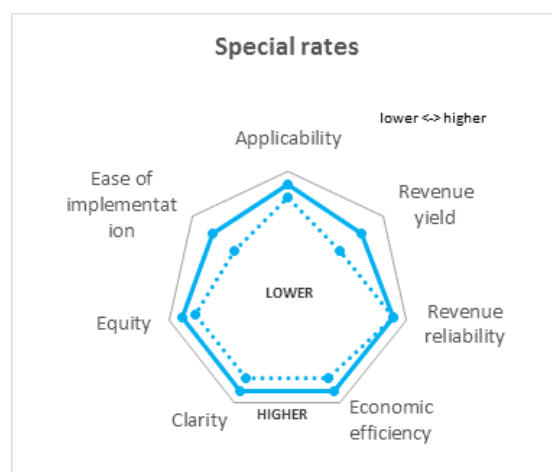 Special rates
lower <-> higher
Applicability
Ease of
implementat
ion
Revenue
yield
LOWER
Equity
Revenue
reliability
Clarity
HIGHER
Economic
efficiency